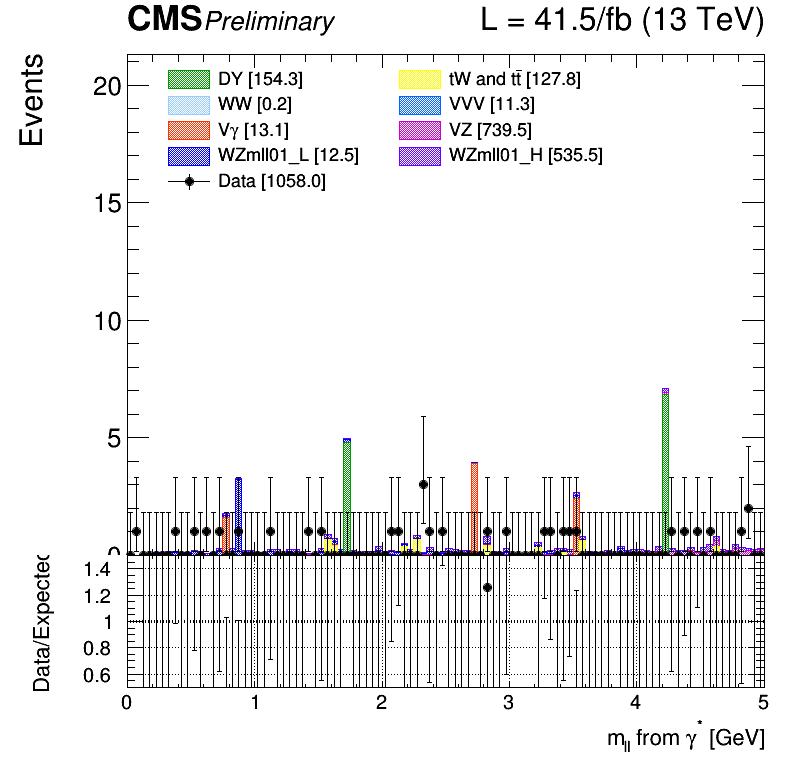 CMS Preliminary L = 41.5/fb (13 TeV)
Events
DY [154.3] tW and tt̄ [127.8]
WW [0.2] VVV [11.3]
Vγ [13.1] VZ [739.5]
WZmll01_L [12.5] WZmll01_H [535.5]
Data [1058.0]
20
15
10
5
0
Data/Expected
1.4
1.2
1
0.6
0 1 2 3 4 5
m_ll from γ* [GeV]